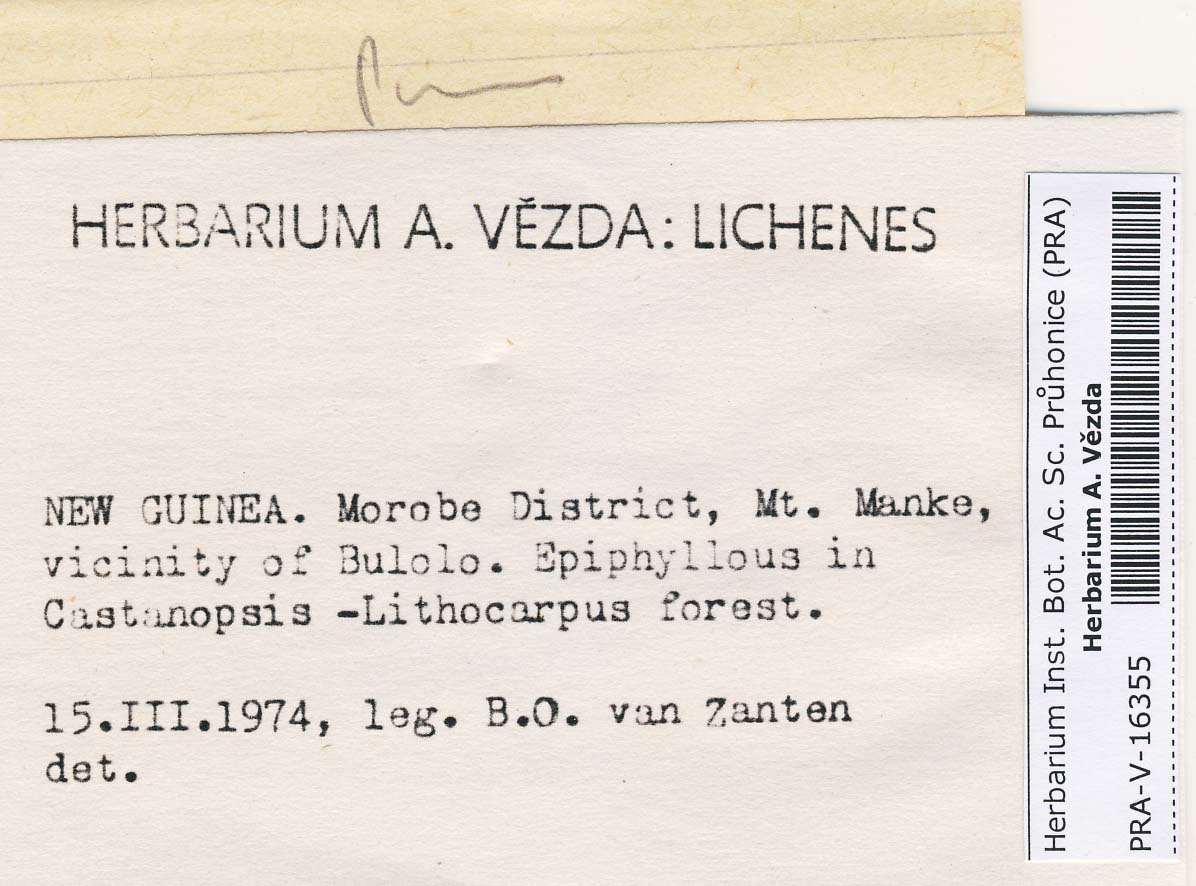 HERBARIUM A. VĚZDA: LICHENES
NEW GUINEA. Morobe District, Mt. Manke,
vicinity of Bulolo. Epiphyllous in
Castanopsis -Lithocarpus forest.
15.III.1974, leg. B.O. van Zanten
det.
Herbarium Inst. Bot. Ac. Sc. Průhonice (PRA)
Herbarium A. Vězda
PRA-V-16355